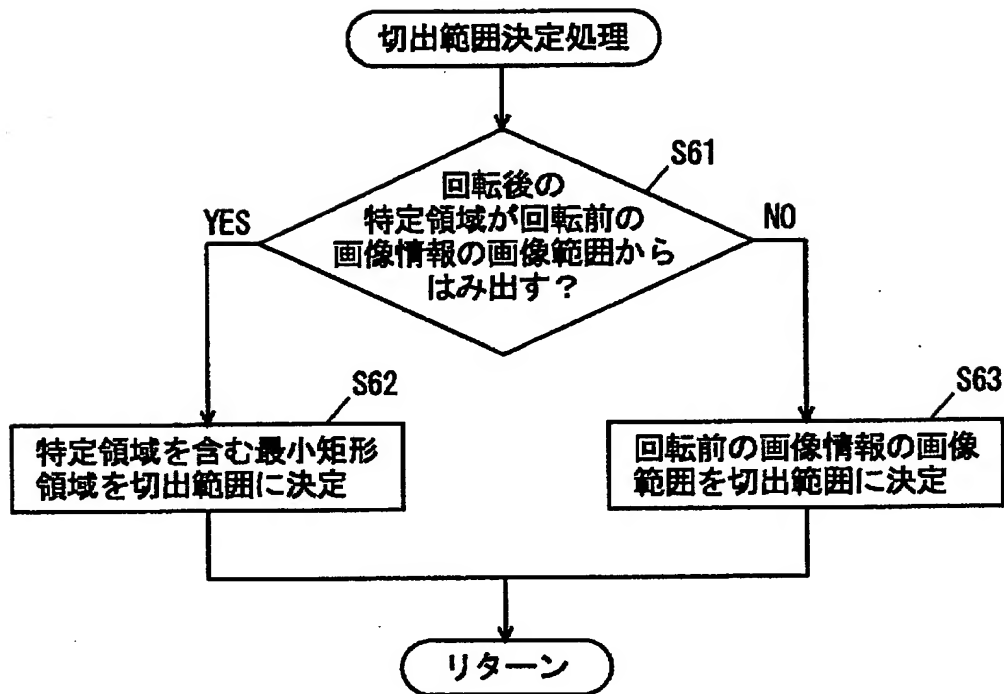 切出範囲決定処理
S61
回転後の
特定領域が回転前の
画像情報の画像範囲から
はみ出す？
YES
NO
S62
特定領域を含む最小矩形
領域を切出範囲に決定
S63
回転前の画像情報の画像
範囲を切出範囲に決定
リターン